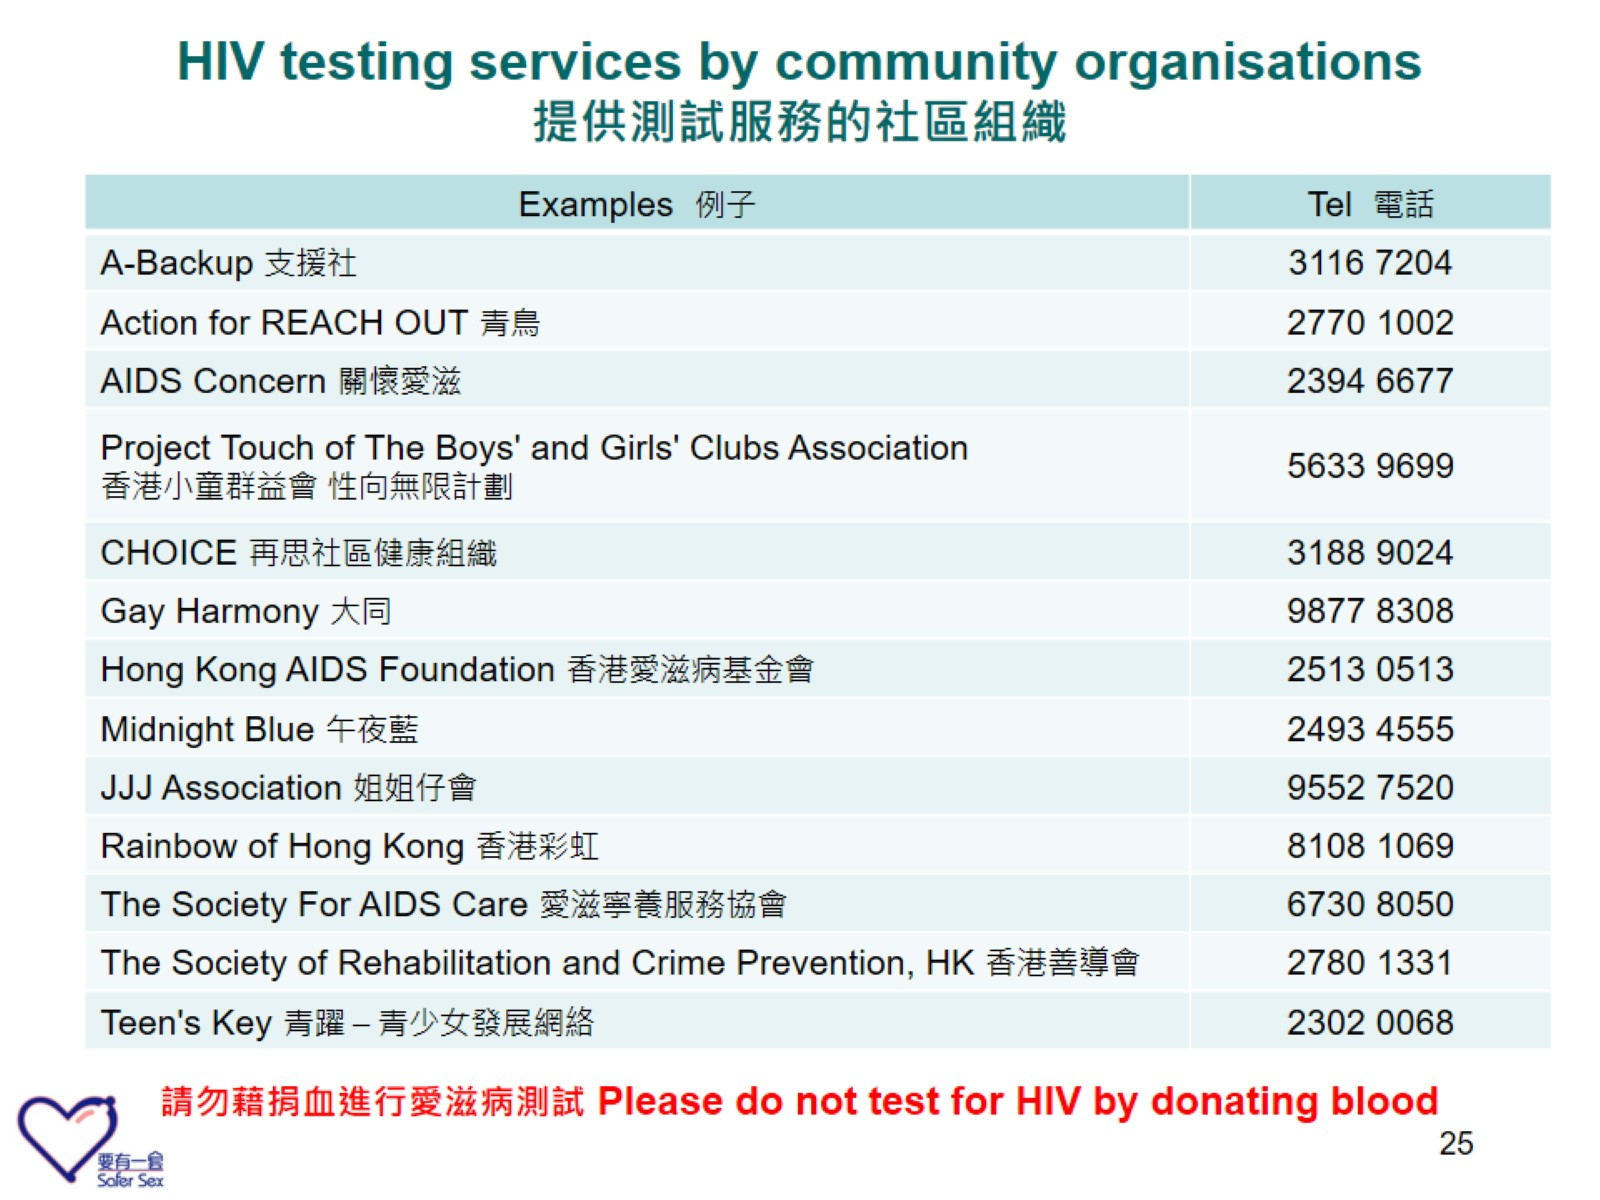 HIV testing services by community organisations
提供測試服務的社區組織
Examples 例子 Tel 電話
A-Backup 支援社 3116 7204
Action for REACH OUT 青鳥 2770 1002
AIDS Concern 關懷愛滋 2394 6677
Project Touch of The Boys' and Girls' Clubs Association
香港小童群益會 性向無限計劃 5633 9699
CHOICE 再思社區健康組織 3188 9024
Gay Harmony 大同 9877 8308
Hong Kong AIDS Foundation 香港愛滋病基金會 2513 0513
Midnight Blue 午夜藍 2493 4555
JJJ Association 姐姐仔會 9552 7520
Rainbow of Hong Kong 香港彩虹 8108 1069
The Society For AIDS Care 愛滋寧養服務協會 6730 8050
The Society of Rehabilitation and Crime Prevention, HK 香港善導會 2780 1331
Teen's Key 青躍 – 青少女發展網絡 2302 0068
請勿藉捐血進行愛滋病測試 Please do not test for HIV by donating blood
25
要有一套
Safer Sex